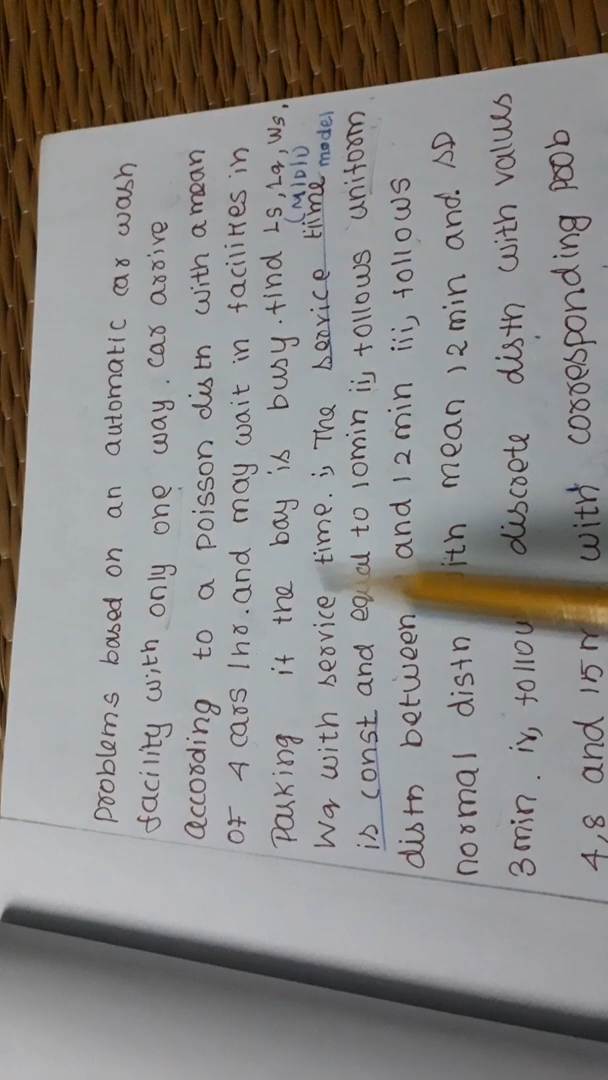 problems based on an automatic car wash
facility with only one way. car arrive
according to a poisson distn with a mean
of 4 cars 1hr. and may wait in facilities in
Parking if the bay is busy. find Ls, Lq, Ws,
Wq with service time. i, The service time (M/D/1) model
is const and equal to 10min ii, follows uniform
distn between and 12 min iii, follows
normal distn ith mean 12 min and SD
3 min. iv, follow discrete distn with values
4,8 and 15 m with corresponding poob